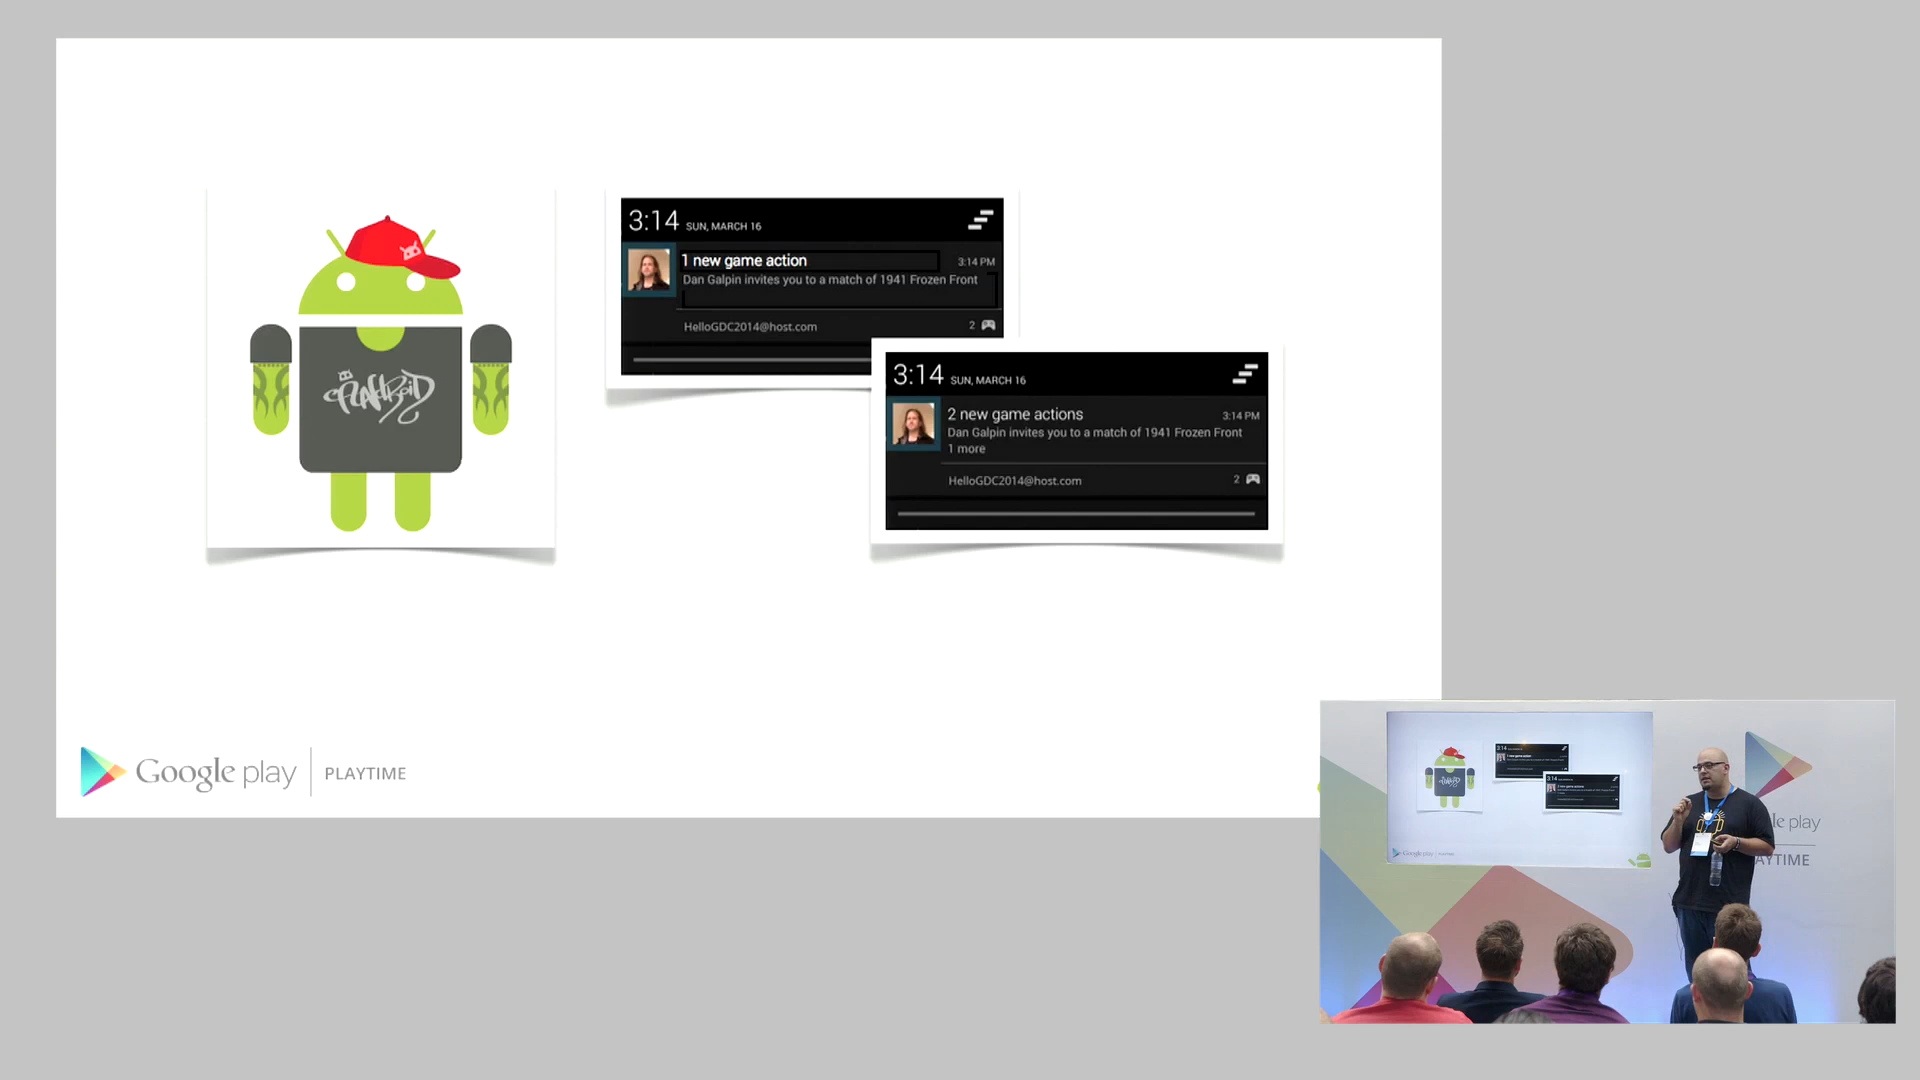 3:14 SUN, MARCH 16
1 new game action
3:14 PM
Dan Galpin invites you to a match of 1941 Frozen Front
HelloGDC2014@host.com
2
3:14 SUN, MARCH 16
2 new game actions
3:14 PM
Dan Galpin invites you to a match of 1941 Frozen Front
1 more
HelloGDC2014@host.com
2
Google play | PLAYTIME
le play
AYTIME